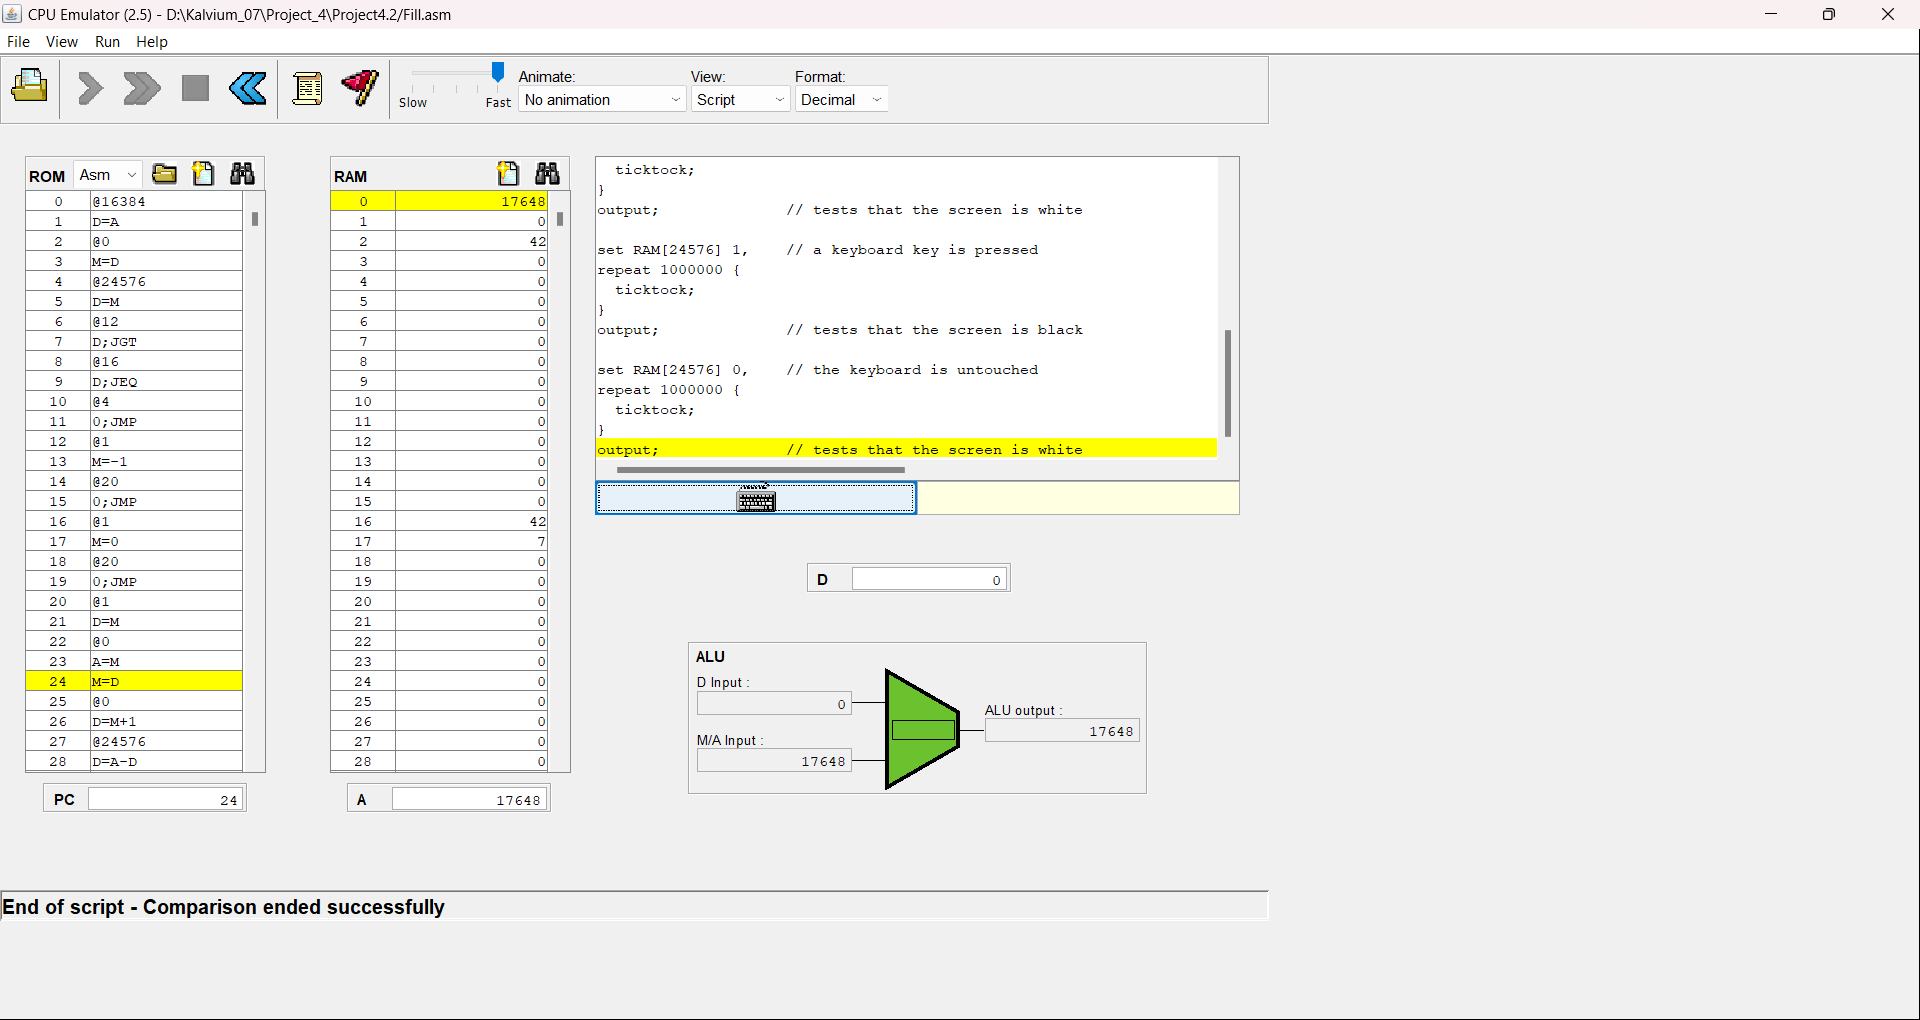 CPU Emulator (2.5) - D:\Kalvium_07\Project_4\Project4.2/Fill.asm
File View Run Help
Slow Fast
Animate:
No animation
View:
Script
Format:
Decimal
ROM Asm
0 @16384
1 D=A
2 @0
3 M=D
4 @24576
5 D=M
6 @12
7 D;JGT
8 @16
9 D;JEQ
10 @4
11 0;JMP
12 @1
13 M=-1
14 @20
15 0;JMP
16 @1
17 M=0
18 @20
19 0;JMP
20 @1
21 D=M
22 @0
23 A=M
24 M=D
25 @0
26 D=M+1
27 @24576
28 D=A-D
PC 24
RAM
0 17648
1 0
2 42
3 0
4 0
5 0
6 0
7 0
8 0
9 0
10 0
11 0
12 0
13 0
14 0
15 0
16 42
17 7
18 0
19 0
20 0
21 0
22 0
23 0
24 0
25 0
26 0
27 0
28 0
A 17648
ticktock;
}
output; // tests that the screen is white
set RAM[24576] 1, // a keyboard key is pressed
repeat 1000000 {
ticktock;
}
output; // tests that the screen is black
set RAM[24576] 0, // the keyboard is untouched
repeat 1000000 {
ticktock;
}
output; // tests that the screen is white
D 0
ALU
D Input :
0
M/A Input :
17648
ALU output :
17648
End of script - Comparison ended successfully